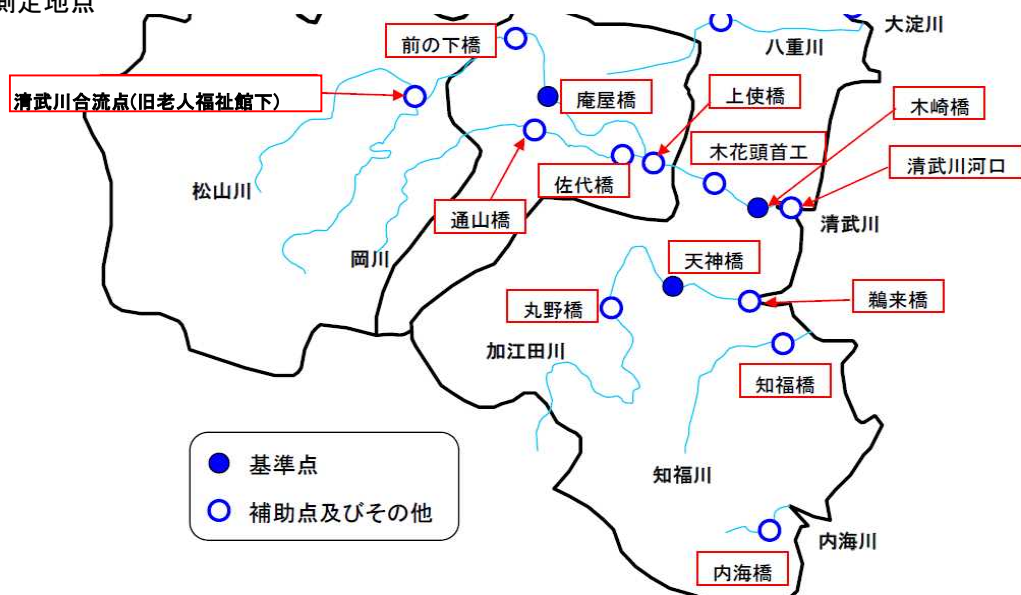 測定地点
大淀川
八重川
前の下橋
清武川合流点(旧老人福祉館下)
庵屋橋
上使橋
木崎橋
木花頭首工
清武川河口
佐代橋
松山川
通山橋
清武川
岡川
天神橋
丸野橋
鵜来橋
加江田川
知福橋
基準点
知福川
補助点及びその他
内海川
内海橋